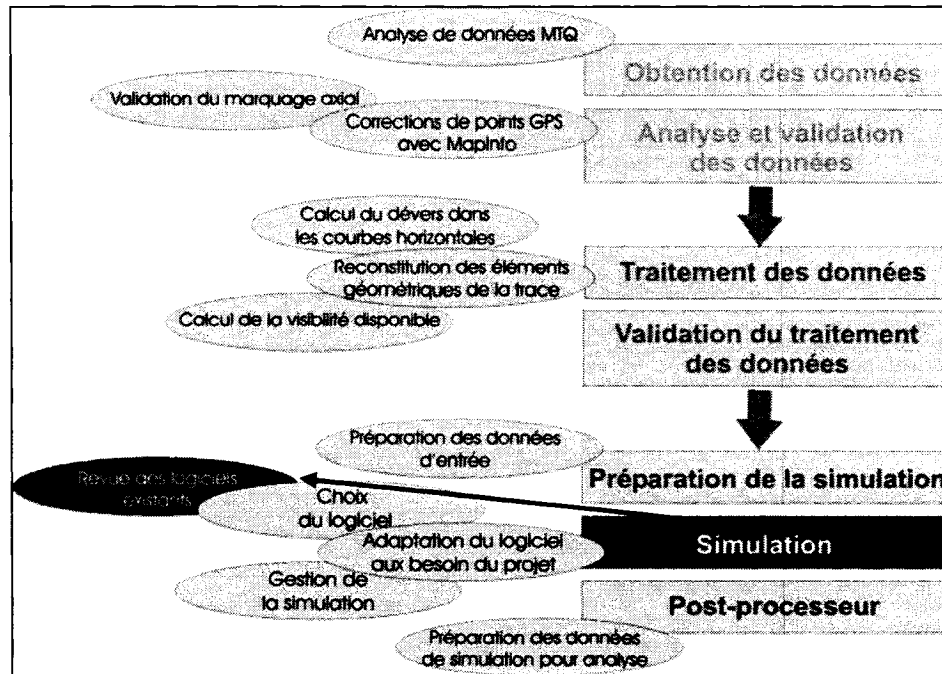 Analyse de données MTQ
Obtention des données
Validation du marquage axial
Corrections de points GPS
avec MapInfo
Analyse et validation
des données
Calcul du dévers dans
les courbes horizontales
Reconstitution des éléments
géométriques de la trace
Traitement des données
Calcul de la visibilité disponible
Validation du traitement
des données
Préparation des données
d'entrée
Revue des logiciels
existants
Préparation de la simulation
Choix
du logiciel
Adaptation du logiciel
aux besoin du projet
Simulation
Gestion de
la simulation
Post-processeur
Préparation des données
de simulation pour analyse